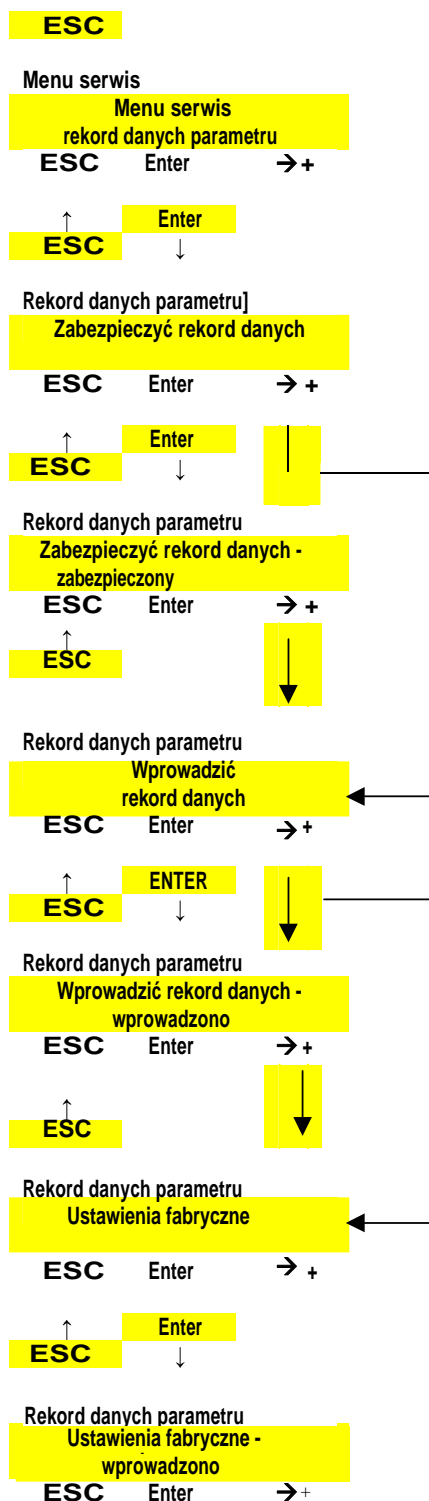 ESC
Menu serwis
Menu serwis
rekord danych parametru
ESC Enter →+
↑ Enter
ESC ↓
Rekord danych parametru]
Zabezpieczyć rekord danych
ESC Enter → +
↑ Enter
ESC ↓
Rekord danych parametru
Zabezpieczyć rekord danych -
zabezpieczony
ESC Enter → +
↑
ESC
Rekord danych parametru
Wprowadzić
rekord danych
ESC Enter → +
↑ ENTER
ESC ↓
Rekord danych parametru
Wprowadzić rekord danych -
wprowadzono
ESC Enter → +
↑
ESC
Rekord danych parametru
Ustawienia fabryczne
ESC Enter → +
↑ Enter
ESC ↓
Rekord danych parametru
Ustawienia fabryczne -
wprowadzono
ESC Enter →+